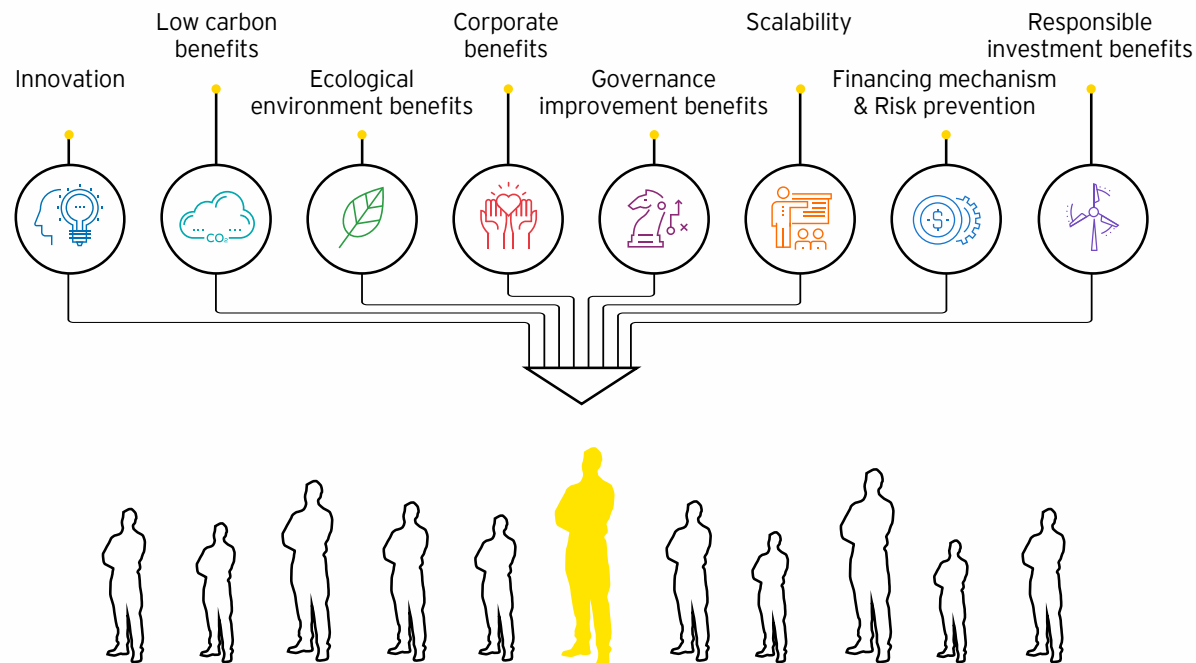 Innovation
Low carbon
benefits
Ecological
environment benefits
Corporate
benefits
Governance
improvement benefits
Scalability
Financing mechanism
& Risk prevention
Responsible
investment benefits
CO₂
$